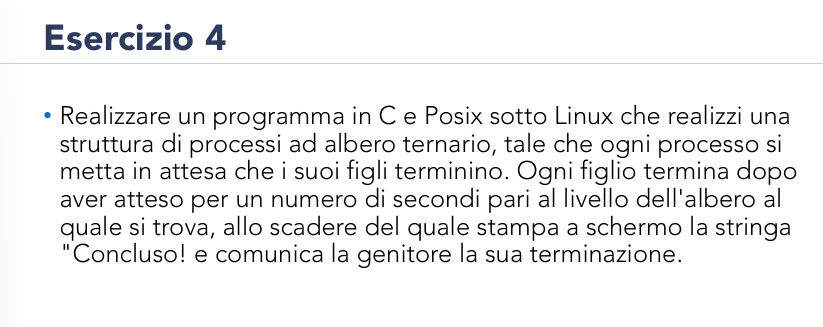 Esercizio 4
• Realizzare un programma in C e Posix sotto Linux che realizzi una
struttura di processi ad albero ternario, tale che ogni processo si
metta in attesa che i suoi figli terminino. Ogni figlio termina dopo
aver atteso per un numero di secondi pari al livello dell'albero al
quale si trova, allo scadere del quale stampa a schermo la stringa
"Concluso! e comunica la genitore la sua terminazione.